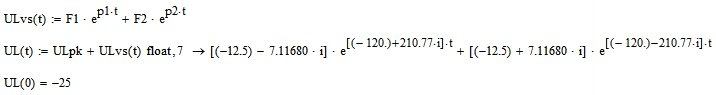 ULvs(t) := F1 · e^p1·t + F2 · e^p2·t
UL(t) := ULpk + ULvs(t) float,7 → [(−12.5) − 7.11680 · i] · e^[(− 120.)+210.77·i]·t + [(−12.5) + 7.11680 · i] · e^[(− 120.)−210.77·i]·t
UL(0) = −25